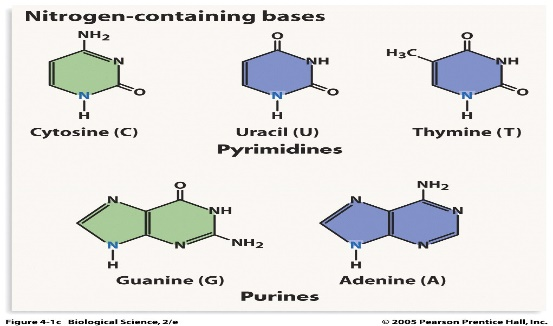 Nitrogen-containing bases
NH2
N
N
O
H
Cytosine (C)
O
NH
N
O
H
Uracil (U)
O
H3C
NH
N
O
H
Thymine (T)
Pyrimidines
N
O
NH
N
N
NH2
H
Guanine (G)
N
NH2
N
N
N
H
Adenine (A)
Purines
Figure 4-1c Biological Science, 2/e
© 2005 Pearson Prentice Hall, Inc.